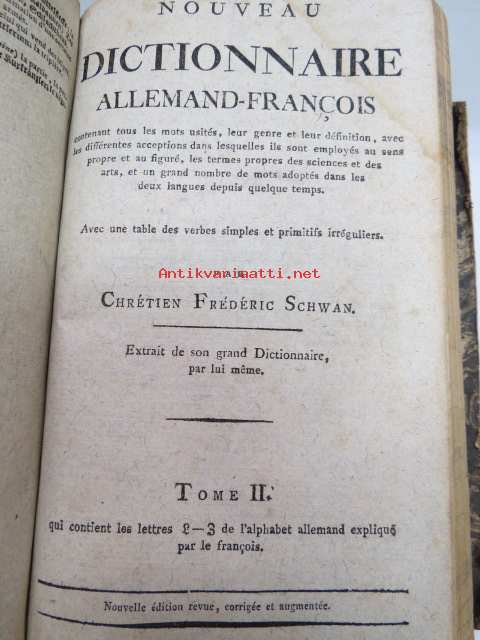 NOUVEAU
DICTIONNAIRE
ALLEMAND-FRANÇOIS
contenant tous les mots usités, leur genre et leur définition, avec
les différentes acceptions dans lesquelles ils sont employés au sens
propre et au figuré, les termes propres des sciences et des
arts, et un grand nombre de mots adoptés dans les
deux langues depuis quelque temps.
Avec une table des verbes simples et primitifs irréguliers.
Antikvariaatti.net
CHRÉTIEN FRÉDÉRIC SCHWAN.
Extrait de son grand Dictionnaire,
par lui même.
TOME II.
qui contient les lettres L—Z de l'alphabet allemand expliqué
par le françois.
Nouvelle édition revue, corrigée et augmentée.